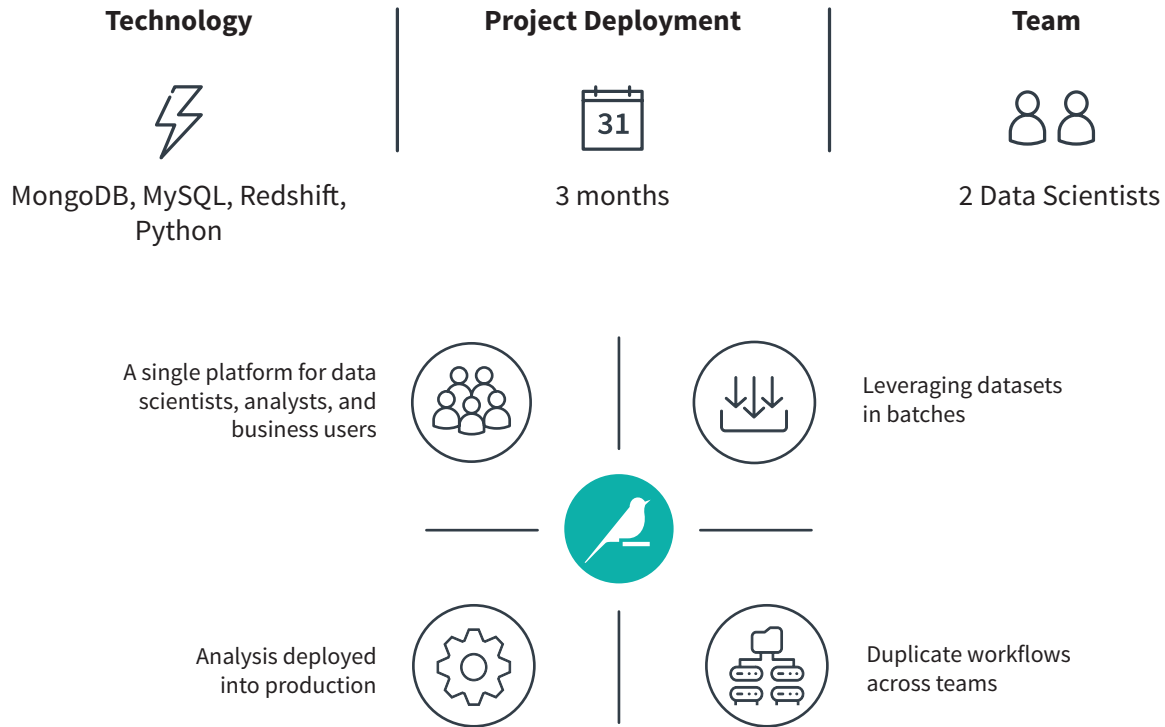 Technology
Project Deployment
Team
31
MongoDB, MySQL, Redshift,
Python
3 months
2 Data Scientists
A single platform for data
scientists, analysts, and
business users
Leveraging datasets
in batches
Analysis deployed
into production
Duplicate workflows
across teams